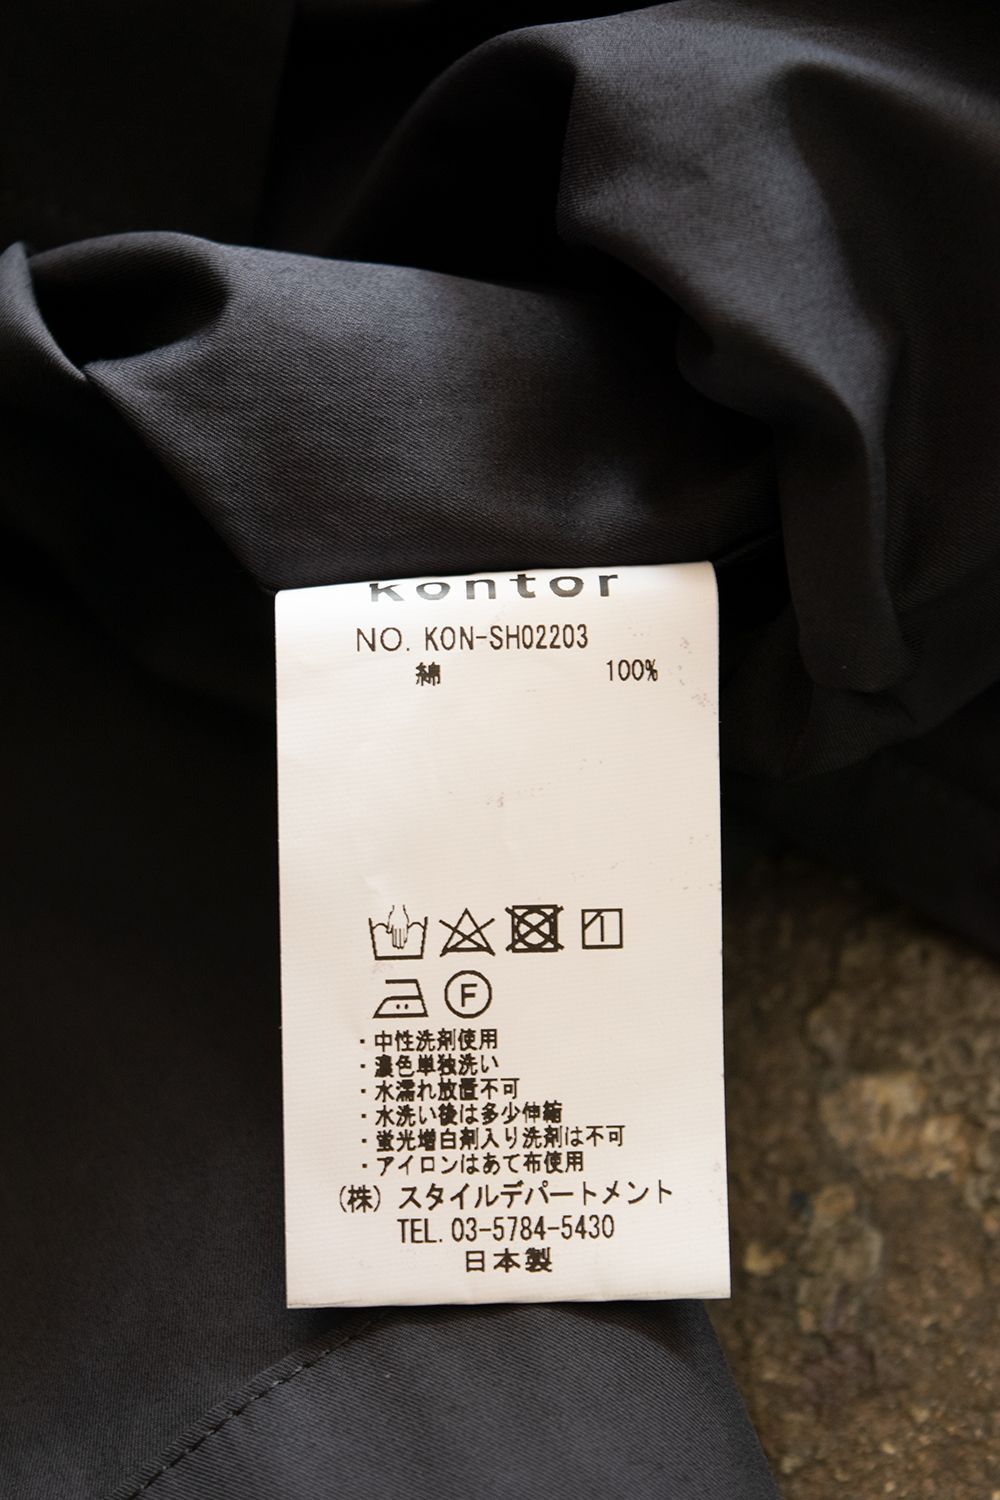 kontor
NO. KON-SH02203
綿 100%
F
・中性洗剤使用
・濃色単独洗い
・水濡れ放置不可
・水洗い後は多少伸縮
・蛍光増白剤入り洗剤は不可
・アイロンはあて布使用
(株) スタイルデパートメント
TEL. 03-5784-5430
日本製